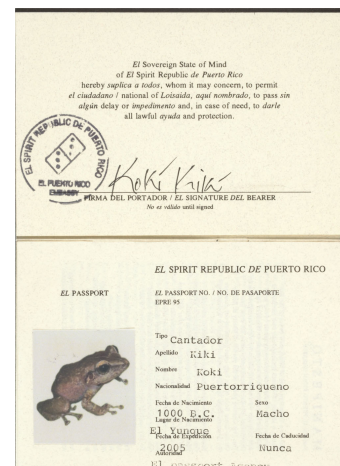 El Sovereign State of Mind
of El Spirit Republic de Puerto Rico
hereby suplica a todos, whom it may concern, to permit
el ciudadano / national of Loisaida, aquí nombrado, to pass sin
algún delay or impedimento and, in case of need, to darle
all lawful ayuda and protection.
EL SPIRIT REPUBLIC DE PUERTO RICO
EL PUERTO RICO
EMBASSY
Koki Kiki
FIRMA DEL PORTADOR / EL SIGNATURE DEL BEARER
No es válido until signed
EL SPIRIT REPUBLIC DE PUERTO RICO
EL PASSPORT
EL PASSPORT NO. / NO. DE PASAPORTE
EPRE 95
Tipo Cantador
Apellido Kiki
Nombre Koki
Nacionalidad Puertorriqueno
Fecha de Nacimiento Sexo
1000 B.C. Macho
Lugar de Nacimiento
El Yunque
Fecha de Expedición Fecha de Caducidad
2005 Nunca
Autoridad
El passport